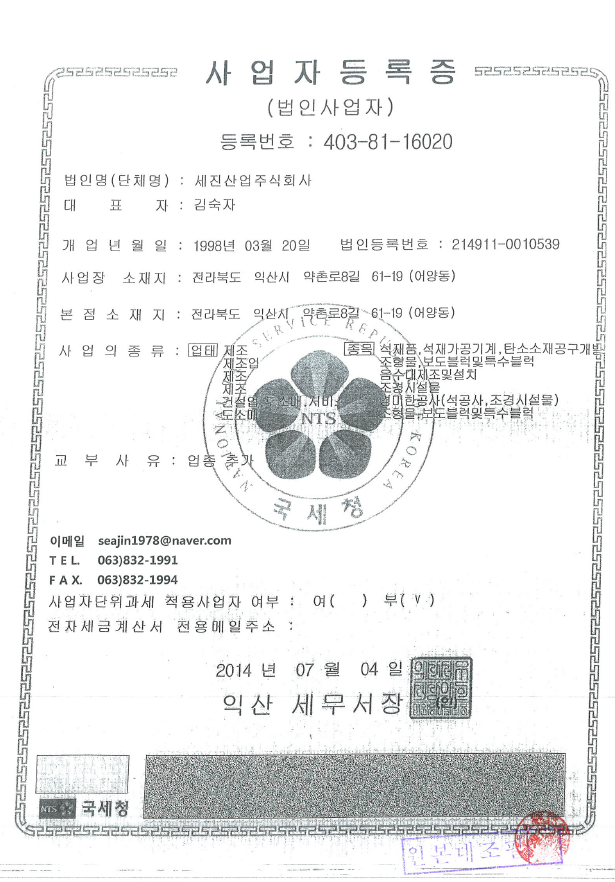 사업자등록증
(법인사업자)
등록번호 : 403-81-16020
법인명(단체명) : 세진산업주식회사
대 표 자 : 김숙자
개 업 년 월 일 : 1998년 03월 20일 법인등록번호 : 214911-0010539
사업장 소재지 : 전라북도 익산시 약촌로8길 61-19 (어양동)
본 점 소 재 지 : 전라북도 익산시 약촌로8길 61-19 (어양동)
사 업 의 종 류 : 업태 제조 종목 석재품,석재가공기계,탄소소재공구개발
제조업 조형물,보도블럭및특수블럭
제조 음수대제조및설치
제조 조경시설물
건설업 경미한공사(석공사,조경시설물)
도소매 조형물,보도블럭및특수블럭
NATIONAL TAX SERVICE REPUBLIC OF KOREA
NTS
국세청
교 부 사 유 : 업종 추가
이메일 seajin1978@naver.com
TEL. 063)832-1991
FAX. 063)832-1994
사업자단위과세 적용사업자 여부 : 여( ) 부( V )
전자세금계산서 전용메일주소 :
2014 년 07 월 04 일
익산 세무서장
(인)
NTS 국세청
원본대조